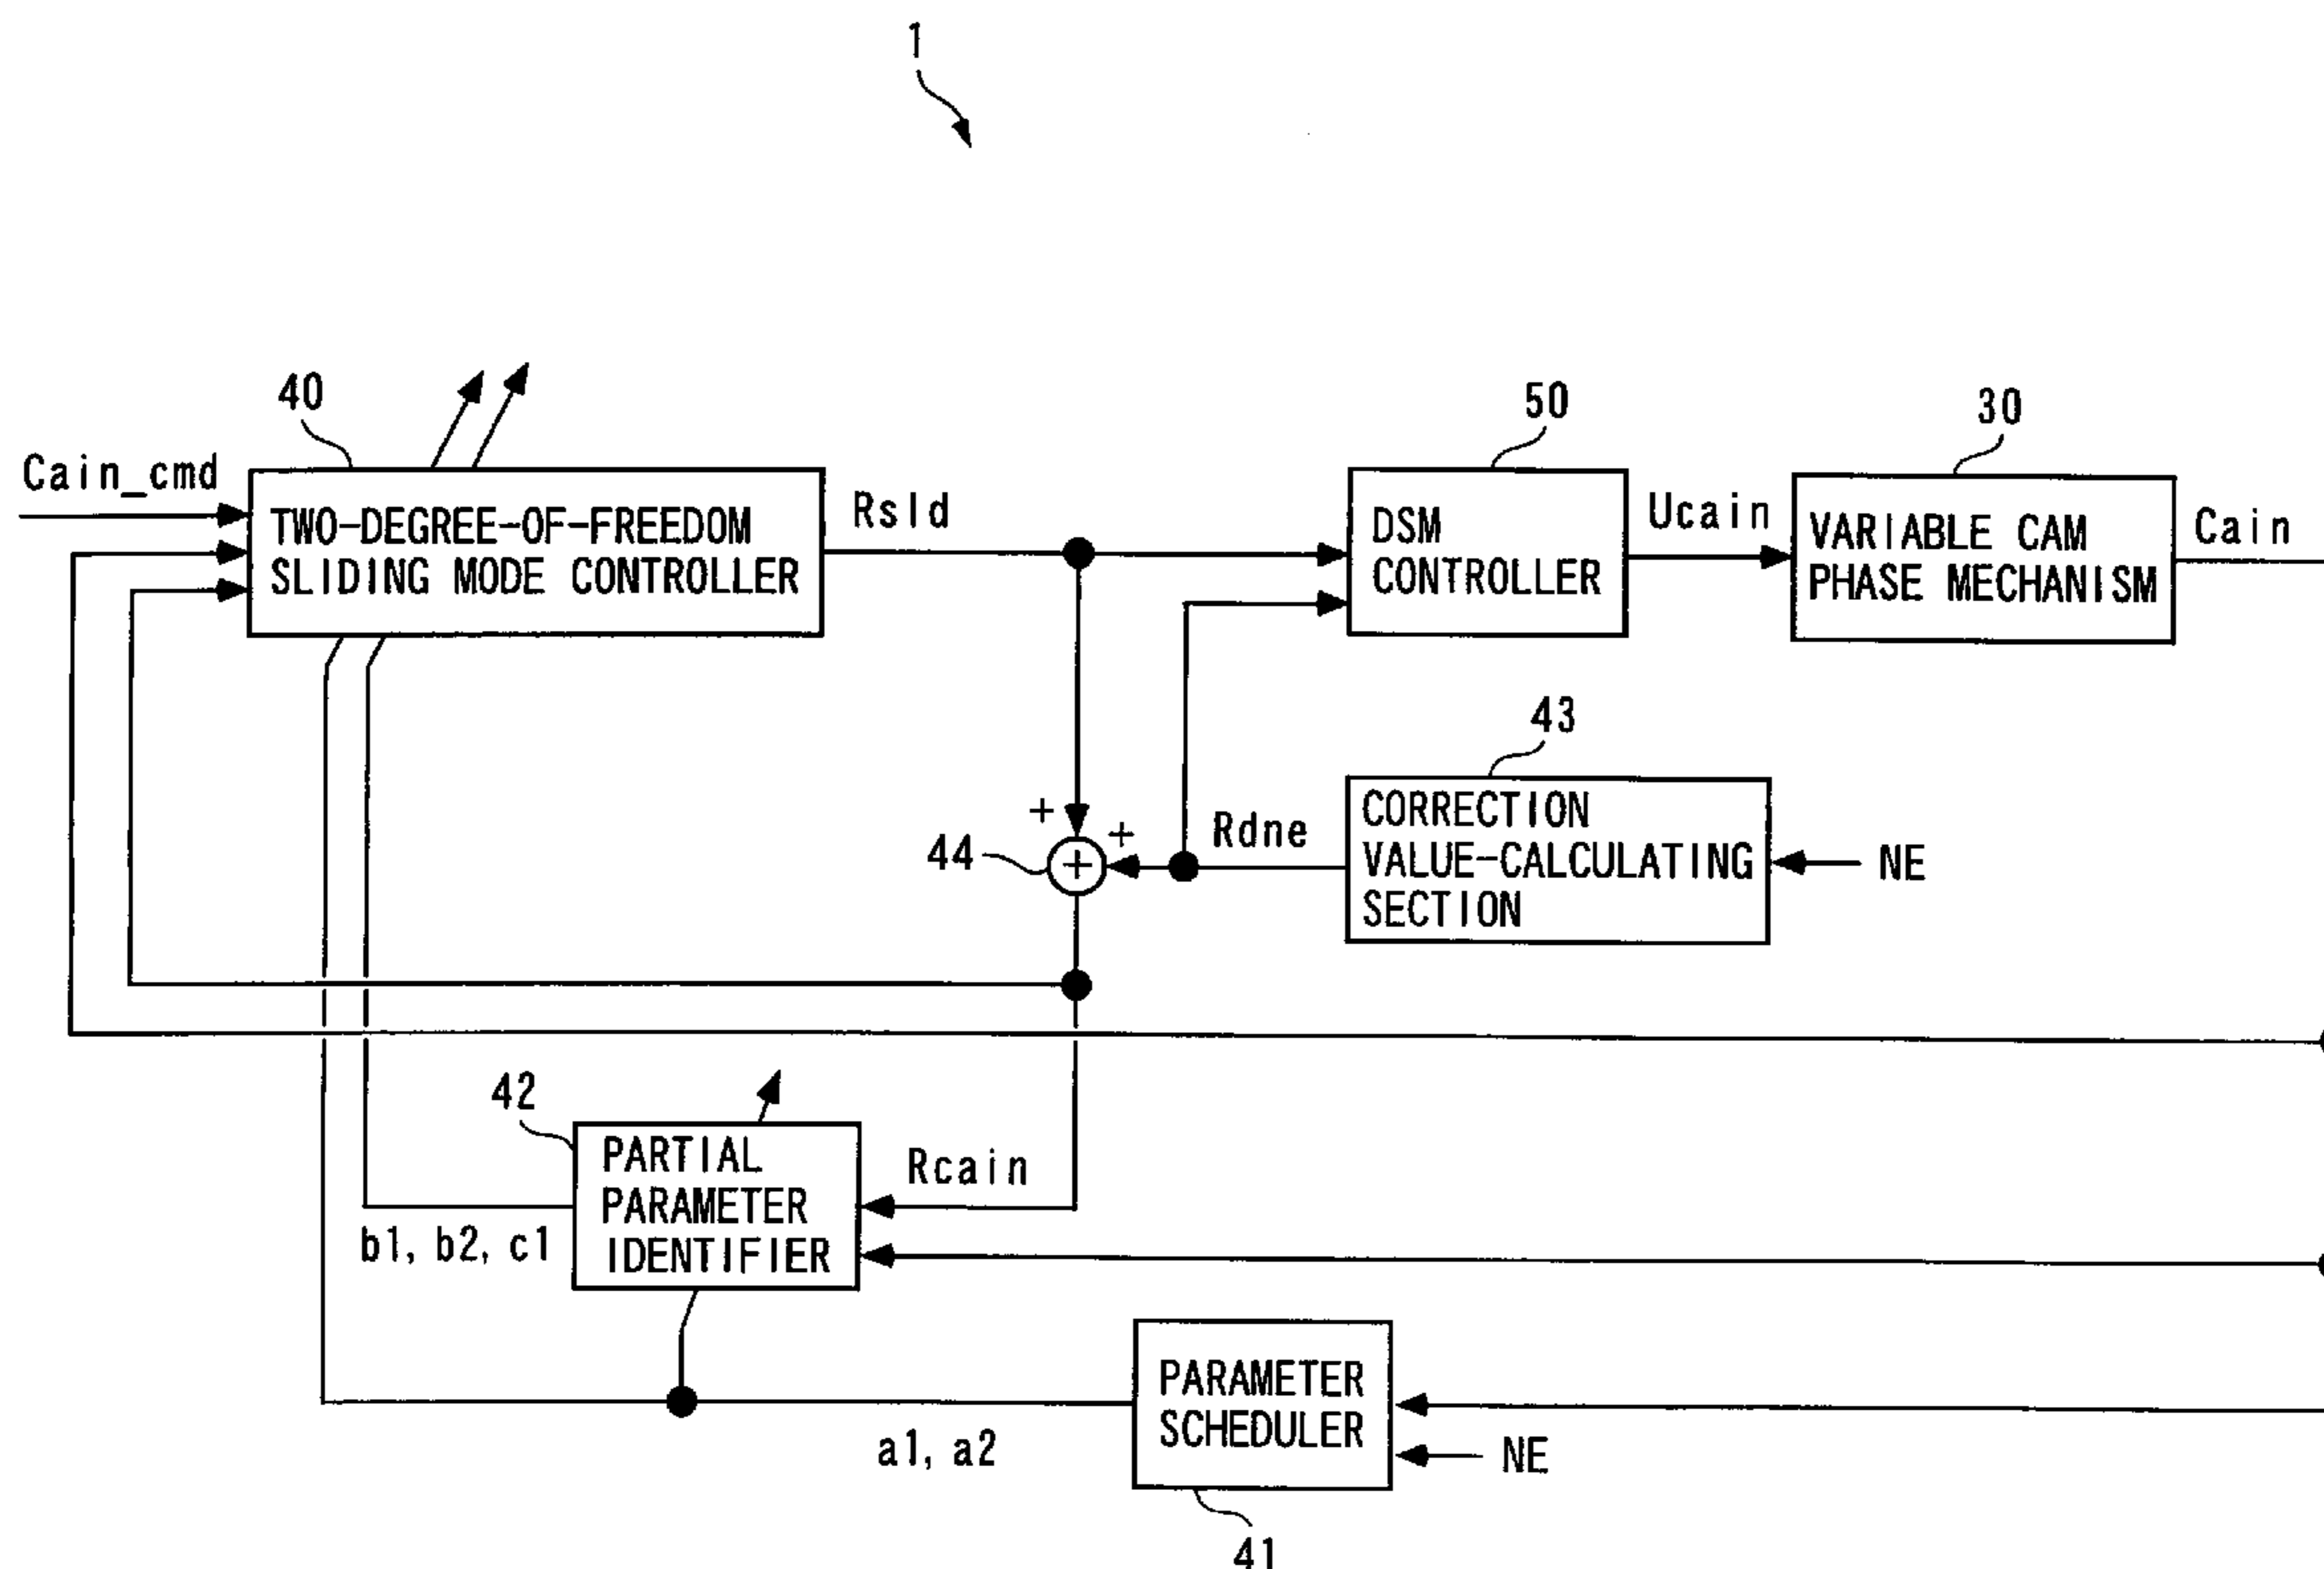 1
40
50
30
Cain_cmd
TWO-DEGREE-OF-FREEDOM
SLIDING MODE CONTROLLER
Rsld
DSM
CONTROLLER
Ucain
VARIABLE CAM
PHASE MECHANISM
Cain
43
CORRECTION
VALUE-CALCULATING
SECTION
NE
Rdne
+
+
+
44
42
PARTIAL
PARAMETER
IDENTIFIER
Rcain
b1, b2, c1
PARAMETER
SCHEDULER
NE
a1, a2
41